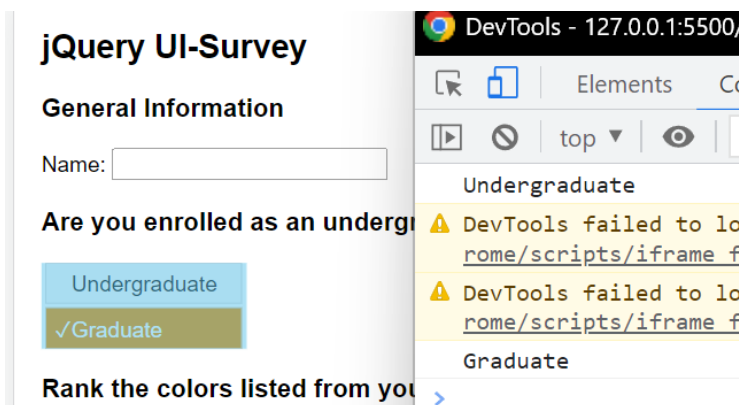 jQuery UI-Survey
General Information
Name:
Are you enrolled as an undergr
Undergraduate
✓Graduate
Rank the colors listed from you
DevTools - 127.0.0.1:5500/
Elements Co
top ▼
Undergraduate
DevTools failed to lo
rome/scripts/iframe_f
DevTools failed to lo
rome/scripts/iframe_f
Graduate
>